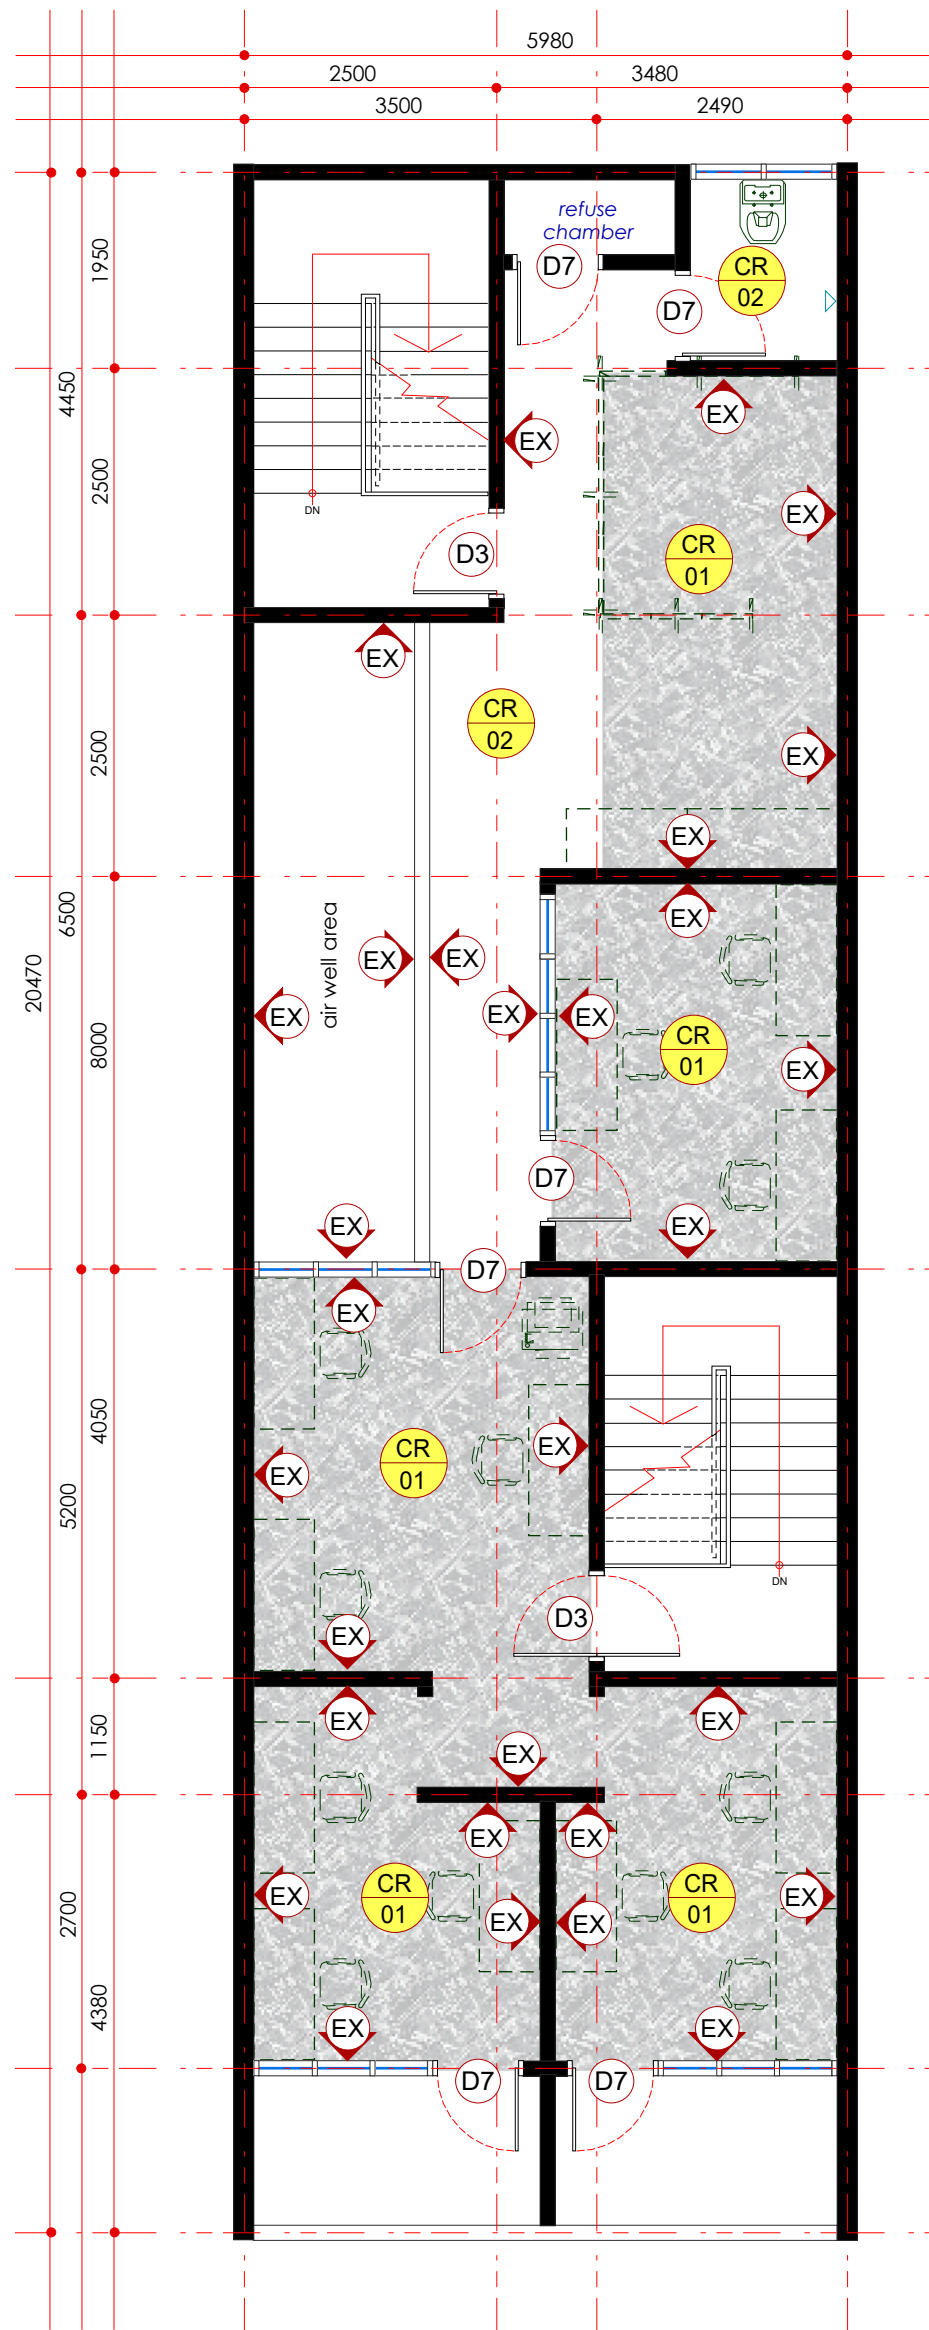 5980
2500 3480
3500 2490
refuse
chamber
D7
CR
02
D7
1950
EX
4450
EX
2500
EX
DN
D3
CR
01
EX
CR
02
2500
EX
EX
EX
6500
air well area
EX
EX
20470
EX
EX
EX
CR
01
8000
EX
D7
EX
EX
D7
EX
4050
EX
CR
01
EX
5200
DN
D3
EX
EX
EX
1150
EX
EX
EX
CR
01
CR
01
EX
EX
2700
EX
EX
4380
EX
EX
D7
D7